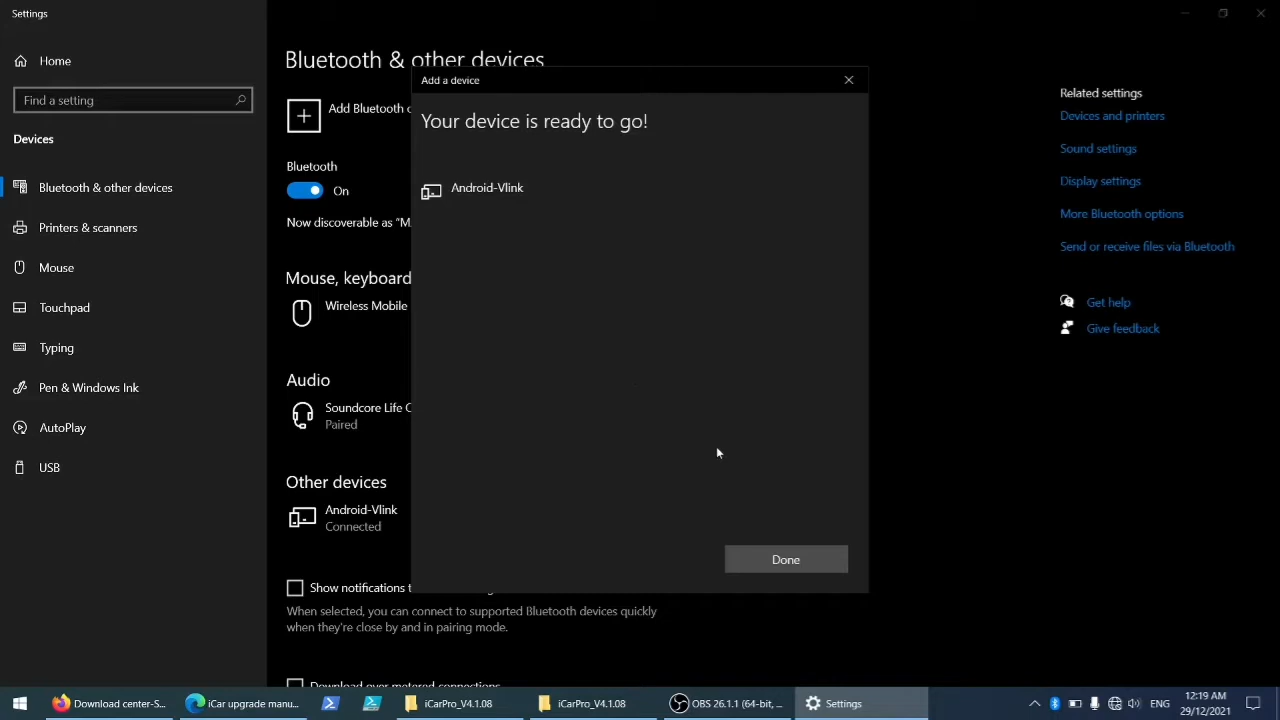 Settings
Home
Find a setting
Devices
Bluetooth & other devices
Printers & scanners
Mouse
Touchpad
Typing
Pen & Windows Ink
AutoPlay
USB
Bluetooth & other devices
Add Bluetooth
Bluetooth
On
Now discoverable as “M
Mouse, keyboard
Wireless Mobile
Audio
Soundcore Life
Paired
Other devices
Android-Vlink
Connected
Show notifications
When selected, you can connect to supported Bluetooth devices quickly
when they're close by and in pairing mode.
Download over metered connections
Add a device
Your device is ready to go!
Android-Vlink
Done
Related settings
Devices and printers
Sound settings
Display settings
More Bluetooth options
Send or receive files via Bluetooth
Get help
Give feedback
Download center-S...
iCar upgrade manu...
iCarPro_V4.1.08
iCarPro_V4.1.08
OBS 26.1.1 (64-bit, ...
Settings
ENG
12:19 AM
29/12/2021